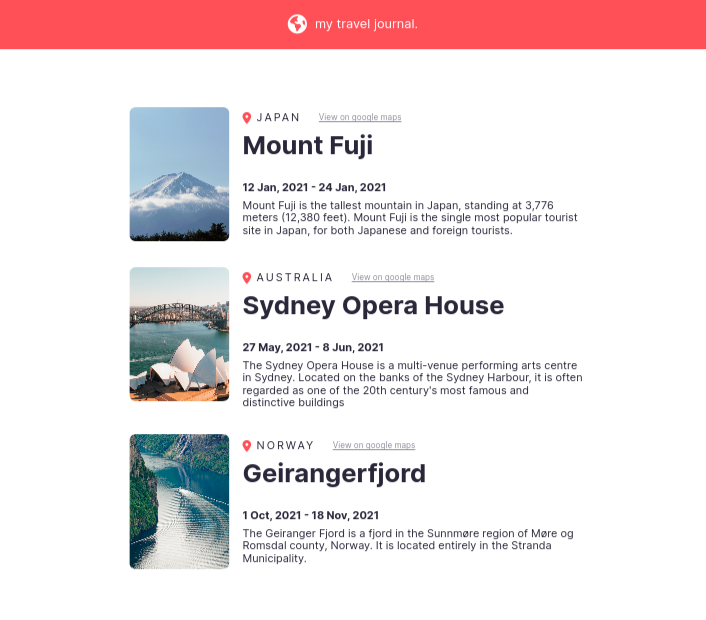 my travel journal.
JAPAN View on google maps
Mount Fuji
12 Jan, 2021 - 24 Jan, 2021
Mount Fuji is the tallest mountain in Japan, standing at 3,776
meters (12,380 feet). Mount Fuji is the single most popular tourist
site in Japan, for both Japanese and foreign tourists.
AUSTRALIA View on google maps
Sydney Opera House
27 May, 2021 - 8 Jun, 2021
The Sydney Opera House is a multi-venue performing arts centre
in Sydney. Located on the banks of the Sydney Harbour, it is often
regarded as one of the 20th century's most famous and
distinctive buildings
NORWAY View on google maps
Geirangerfjord
1 Oct, 2021 - 18 Nov, 2021
The Geiranger Fjord is a fjord in the Sunnmøre region of Møre og
Romsdal county, Norway. It is located entirely in the Stranda
Municipality.